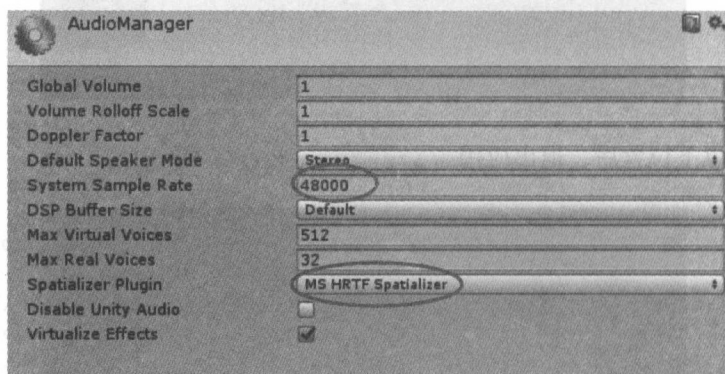 AudioManager
Global Volume 1
Volume Rolloff Scale 1
Doppler Factor 1
Default Speaker Mode Stereo
System Sample Rate 48000
DSP Buffer Size Default
Max Virtual Voices 512
Max Real Voices 32
Spatializer Plugin MS HRTF Spatializer
Disable Unity Audio
Virtualize Effects